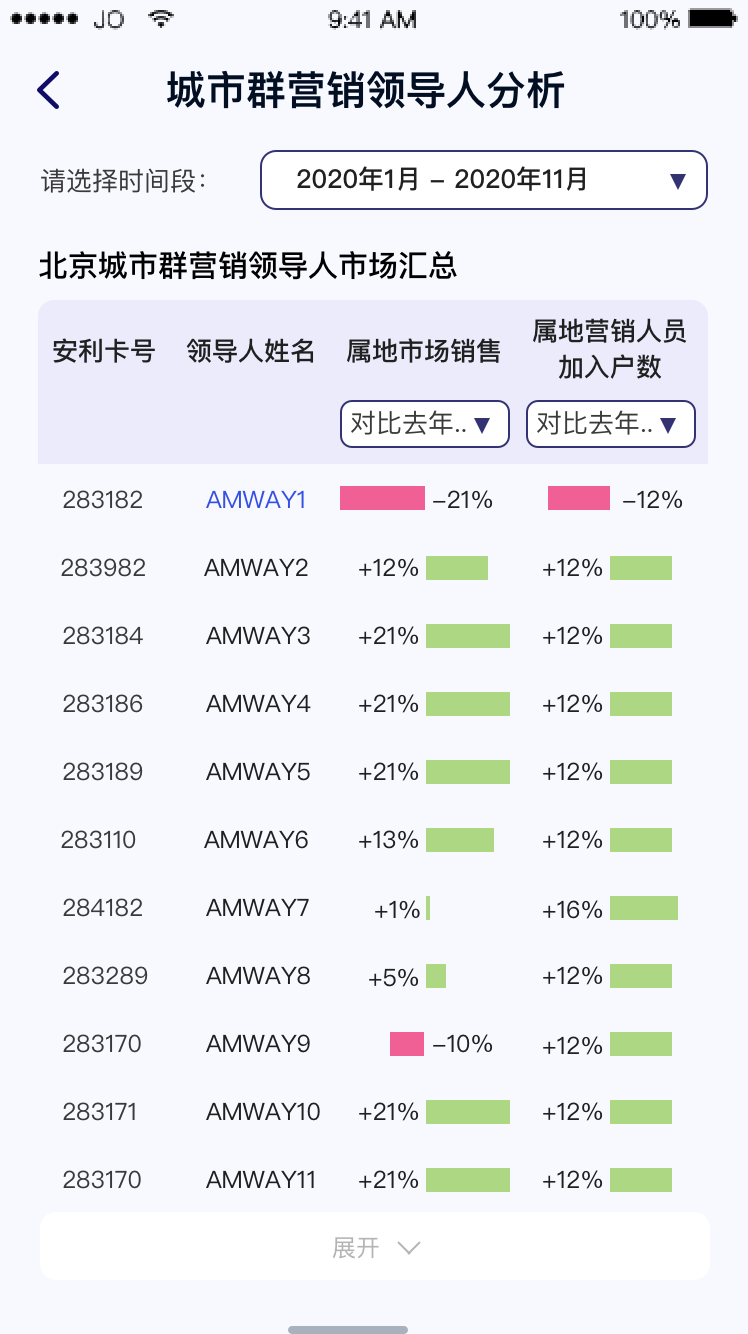 JO 9:41 AM 100%
城市群营销领导人分析
请选择时间段: 2020年1月 – 2020年11月 ▼
北京城市群营销领导人市场汇总
安利卡号 领导人姓名 属地市场销售 属地营销人员
加入户数
对比去年.. ▼ 对比去年.. ▼
283182 AMWAY1 –21% –12%
283982 AMWAY2 +12% +12%
283184 AMWAY3 +21% +12%
283186 AMWAY4 +21% +12%
283189 AMWAY5 +21% +12%
283110 AMWAY6 +13% +12%
284182 AMWAY7 +1% +16%
283289 AMWAY8 +5% +12%
283170 AMWAY9 –10% +12%
283171 AMWAY10 +21% +12%
283170 AMWAY11 +21% +12%
展开